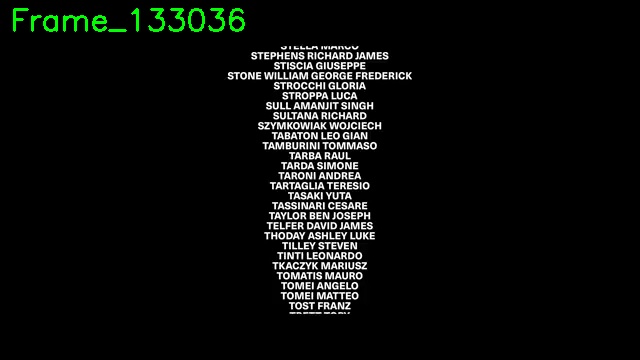 Frame_133036
STELLA MARCO
STEPHENS RICHARD JAMES
STISCIA GIUSEPPE
STONE WILLIAM GEORGE FREDERICK
STROCCHI GLORIA
STROPPA LUCA
SULL AMANJIT SINGH
SULTANA RICHARD
SZYMKOWIAK WOJCIECH
TABATON LEO GIAN
TAMBURINI TOMMASO
TARBA RAUL
TARDA SIMONE
TARONI ANDREA
TARTAGLIA TERESIO
TASAKI YUTA
TASSINARI CESARE
TAYLOR BEN JOSEPH
TELFER DAVID JAMES
THODAY ASHLEY LUKE
TILLEY STEVEN
TINTI LEONARDO
TKACZYK MARIUSZ
TOMATIS MAURO
TOMEI ANGELO
TOMEI MATTEO
TOST FRANZ